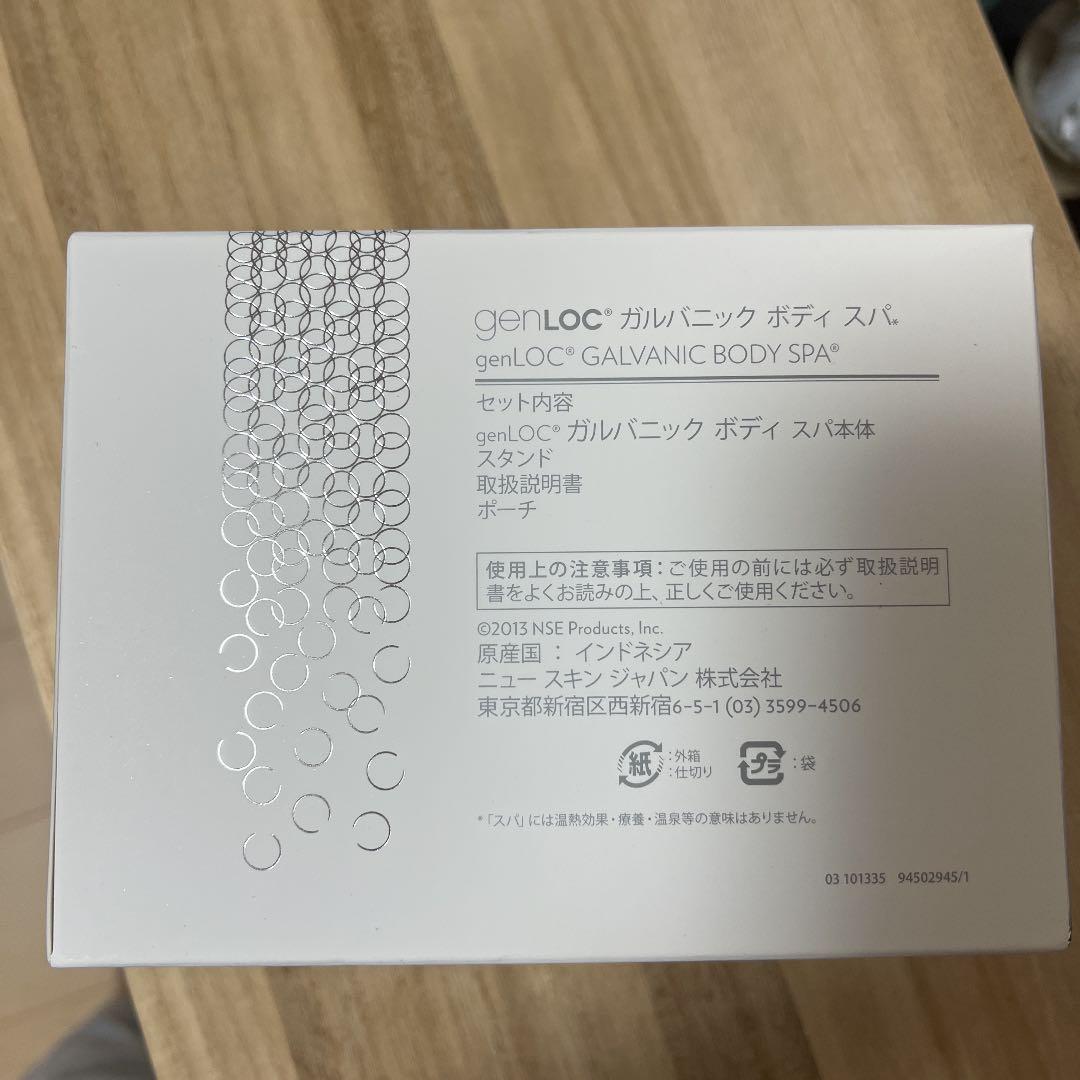 genLOC® ガルバニック ボディ スパ*
genLOC® GALVANIC BODY SPA®
セット内容
genLOC® ガルバニック ボディ スパ本体
スタンド
取扱説明書
ポーチ
使用上の注意事項：ご使用の前には必ず取扱説明
書をよくお読みの上、正しくご使用ください。
©2013 NSE Products, Inc.
原産国 ： インドネシア
ニュー スキン ジャパン 株式会社
東京都新宿区西新宿6-5-1 (03) 3599-4506
紙 ：外箱
：仕切り
プラ ：袋
*「スパ」には温熱効果・療養・温泉等の意味はありません。
03 101335 94502945/1